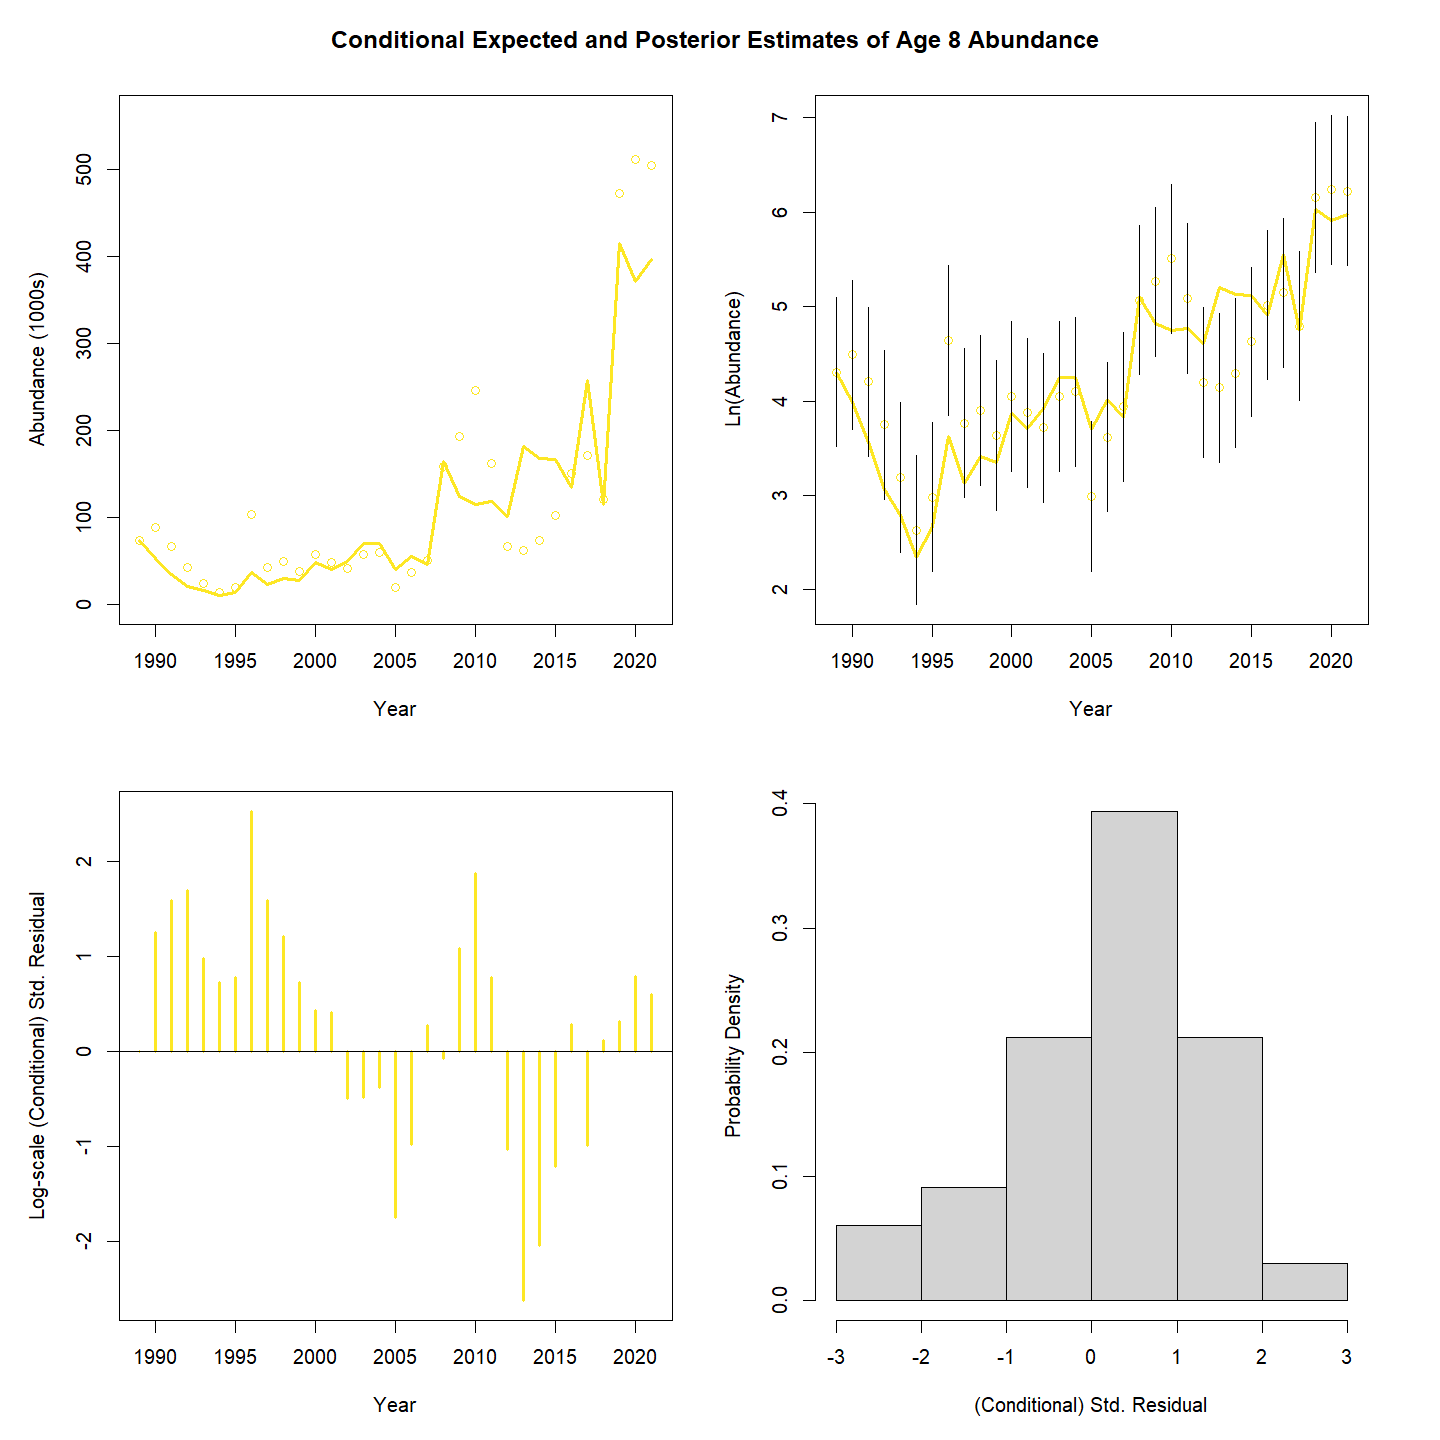 Conditional Expected and Posterior Estimates of Age 8 Abundance
Abundance (1000s)
500
400
300
200
100
0
1990 1995 2000 2005 2010 2015 2020
Year
Ln(Abundance)
7
6
5
4
3
2
1990 1995 2000 2005 2010 2015 2020
Year
Log-scale (Conditional) Std. Residual
2
1
0
-1
-2
1990 1995 2000 2005 2010 2015 2020
Year
Probability Density
0.4
0.3
0.2
0.1
0.0
-3 -2 -1 0 1 2 3
(Conditional) Std. Residual